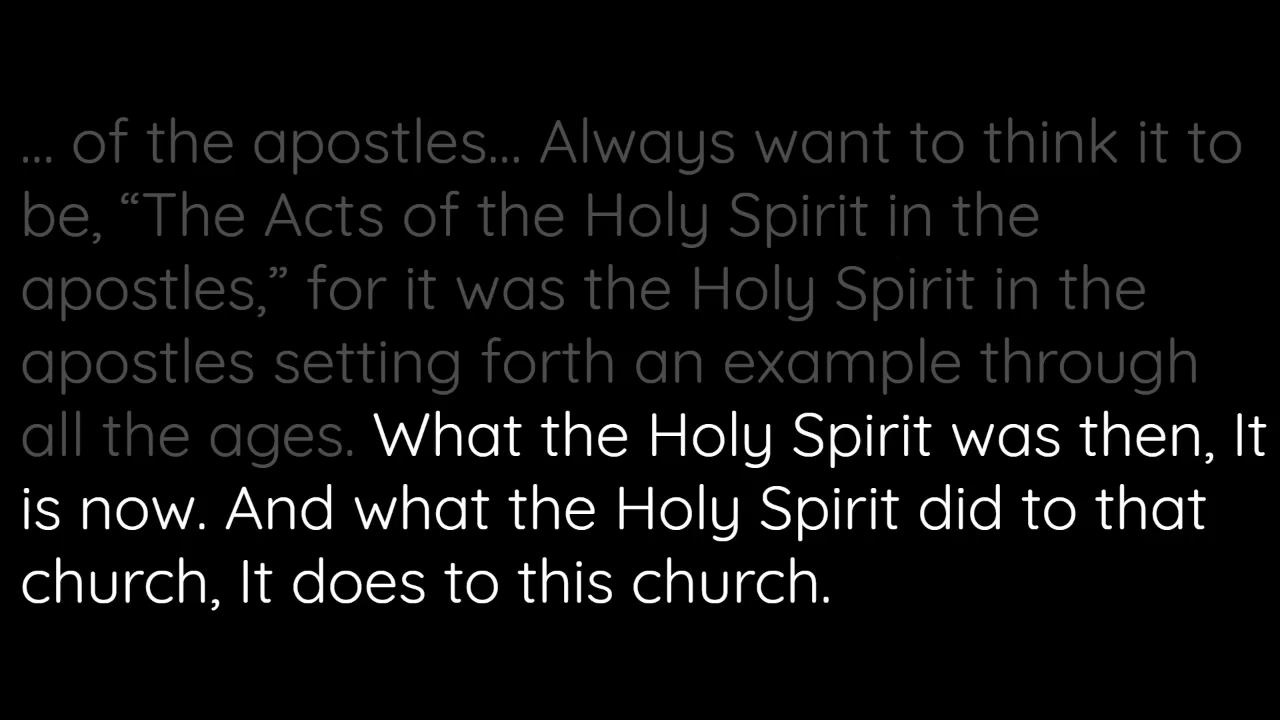 ... of the apostles... Always want to think it to
be, “The Acts of the Holy Spirit in the
apostles,” for it was the Holy Spirit in the
apostles setting forth an example through
all the ages. What the Holy Spirit was then, It
is now. And what the Holy Spirit did to that
church, It does to this church.